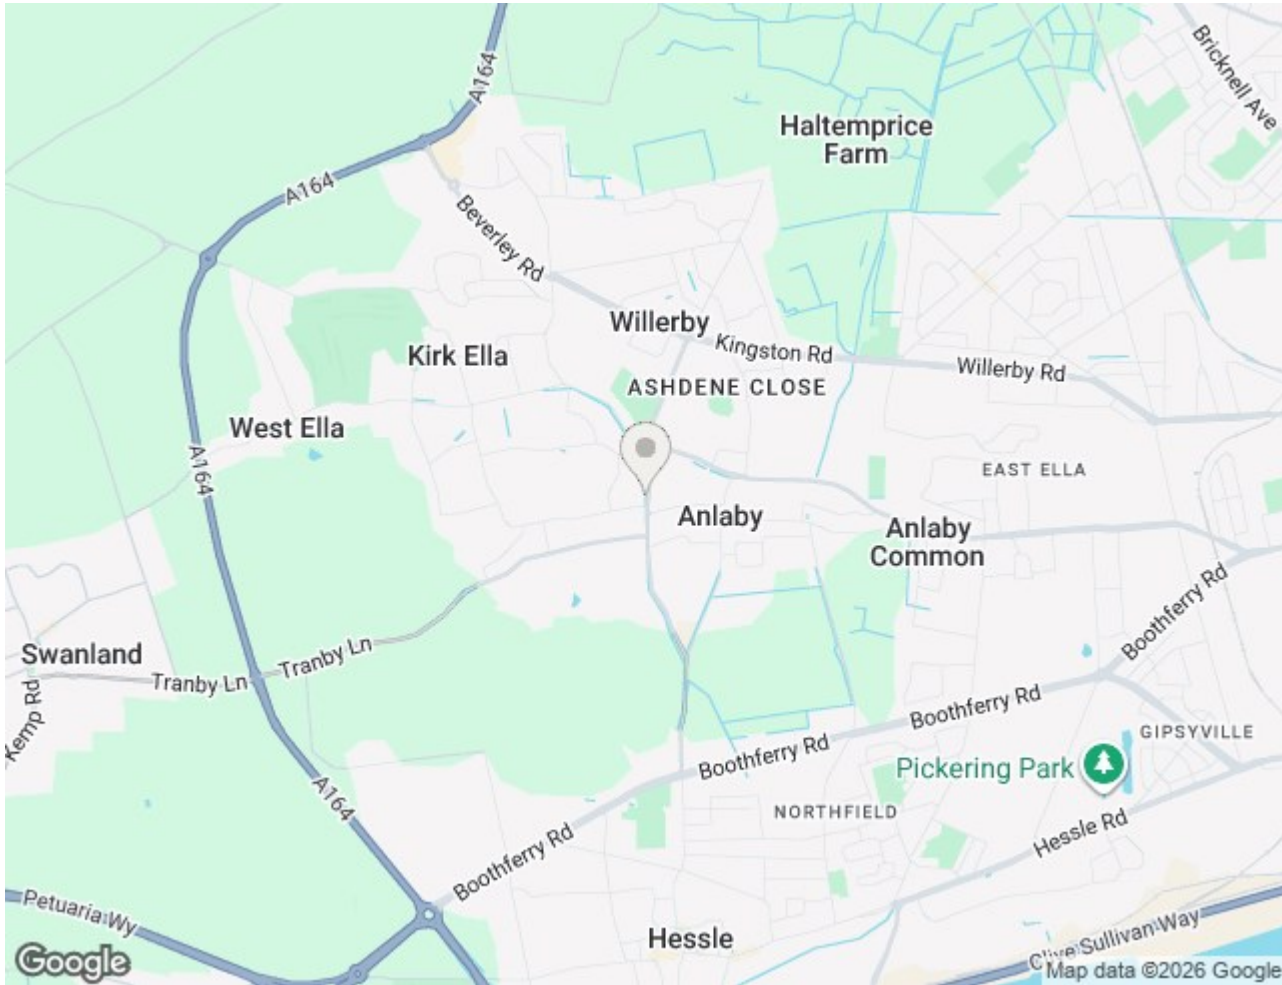 A164
Bricknell Ave
Haltemprice
Farm
A164
Beverley Rd
Willerby
Kingston Rd
Kirk Ella
Willerby Rd
ASHDENE CLOSE
West Ella
A164
EAST ELLA
Anlaby
Anlaby
Common
Boothferry Rd
Swanland
Tranby Ln
Tranby Ln
Kemp Rd
Boothferry Rd
GIPSYVILLE
Boothferry Rd
Pickering Park
A164
NORTHFIELD
Hessle Rd
Boothferry Rd
Petuaria Wy
Hessle
Clive Sullivan Way
Google
Map data ©2026 Google